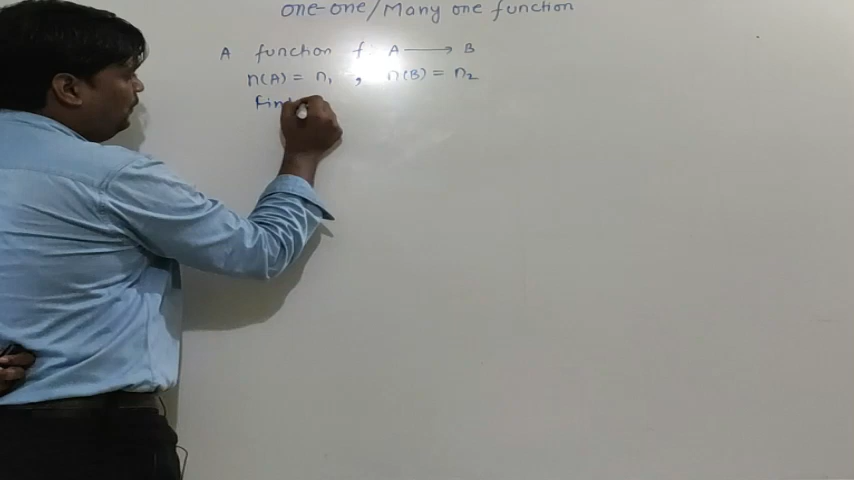 one-one/Many one function
A function f A ⟶ B
n(A) = n₁ , n(B) = n₂